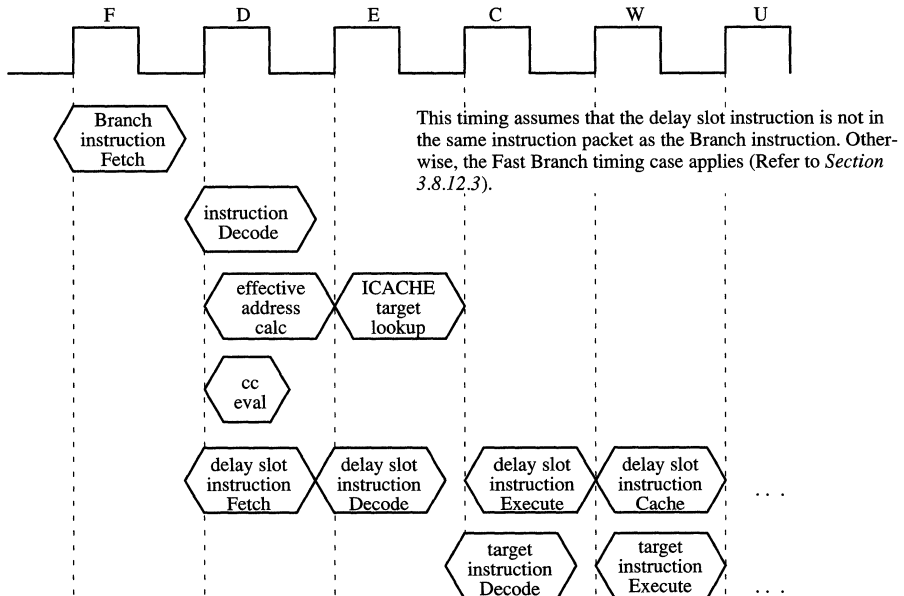 F D E C W U
Branch
instruction
Fetch
This timing assumes that the delay slot instruction is not in
the same instruction packet as the Branch instruction. Other-
wise, the Fast Branch timing case applies (Refer to Section
3.8.12.3).
instruction
Decode
effective
address
calc
ICACHE
target
lookup
cc
eval
delay slot
instruction
Fetch
delay slot
instruction
Decode
delay slot
instruction
Execute
delay slot
instruction
Cache
. . .
target
instruction
Decode
target
instruction
Execute
. . .